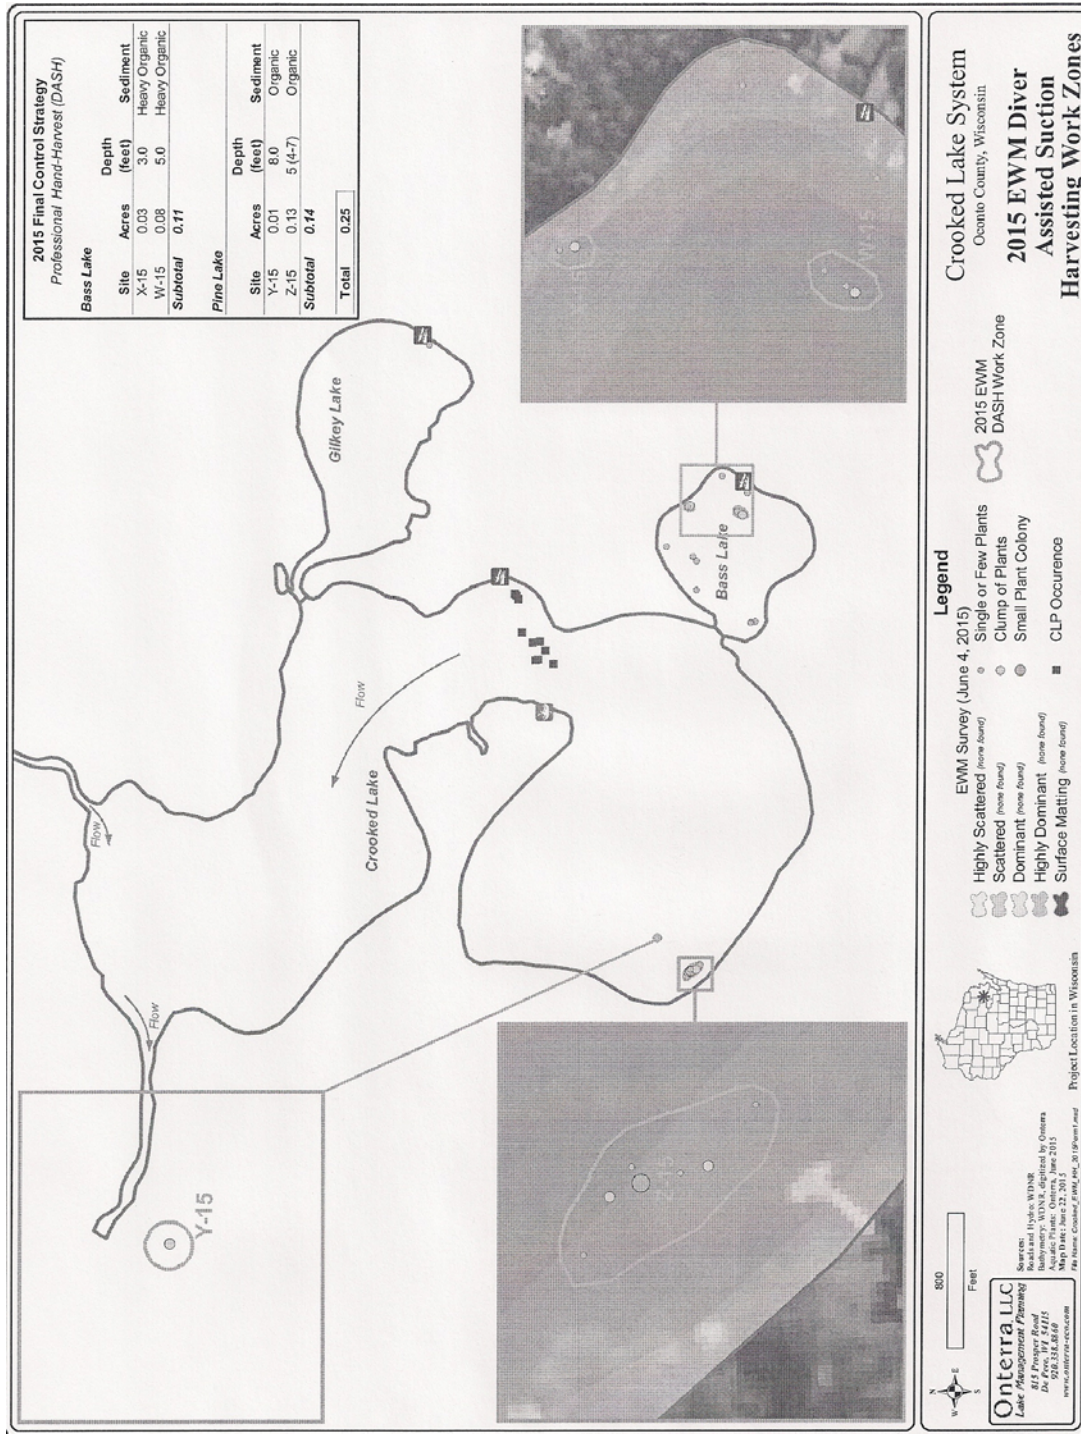 2015 Final Control Strategy
Professional Hand-Harvest (DASH)
Bass Lake
Site Acres Depth (feet) Sediment
X-15 0.03 3.0 Heavy Organic
W-15 0.08 5.0 Heavy Organic
Subtotal 0.11
Pine Lake
Site Acres Depth (feet) Sediment
Y-15 0.01 8.0 Organic
Z-15 0.13 5 (4-7) Organic
Subtotal 0.14
Total 0.25
Gilkey Lake
Flow
Flow
Flow
Crooked Lake
Bass Lake
Y-15
Z-15
W-15
Crooked Lake System
Oconto County, Wisconsin
2015 EWM Diver
Assisted Suction
Harvesting Work Zones
Legend
EWM Survey (June 4, 2015)
Highly Scattered (none found)
Scattered (none found)
Dominant (none found)
Highly Dominant (none found)
Surface Matting (none found)
Single or Few Plants
Clump of Plants
Small Plant Colony
CLP Occurence
2015 EWM
DASH Work Zone
Project Location in Wisconsin
N
W E
S
800
Feet
Onterra LLC
Lake Management Planning
815 Prosper Road
De Pere, WI 54115
920.338.8860
www.onterra-eco.com
Sources:
Roads and Hydro: WDNR
Bathymetry: WDNR, digitized by Onterra
Aquatic Plants: Onterra, June 2015
Map Date: June 22, 2015